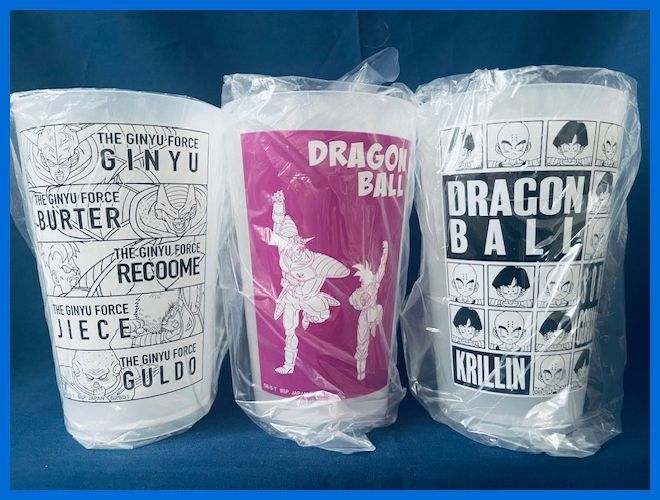 THE GINYU FORCE
GINYU
THE GINYU FORCE
BURTER
THE GINYU FORCE
RECOOME
THE GINYU FORCE
JIECE
THE GINYU FORCE
GULDO
DRAGON
BALL
DRAGON
BALL
KRILLIN